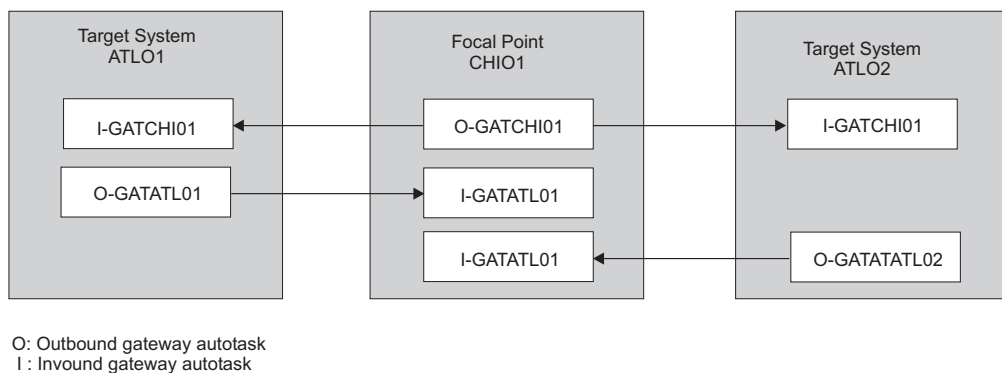 Target System
ATLO1
I-GATCHI01
O-GATATL01
Focal Point
CHIO1
O-GATCHI01
I-GATATL01
I-GATATL01
Target System
ATLO2
I-GATCHI01
O-GATATATL02
O: Outbound gateway autotask
I : Invound gateway autotask